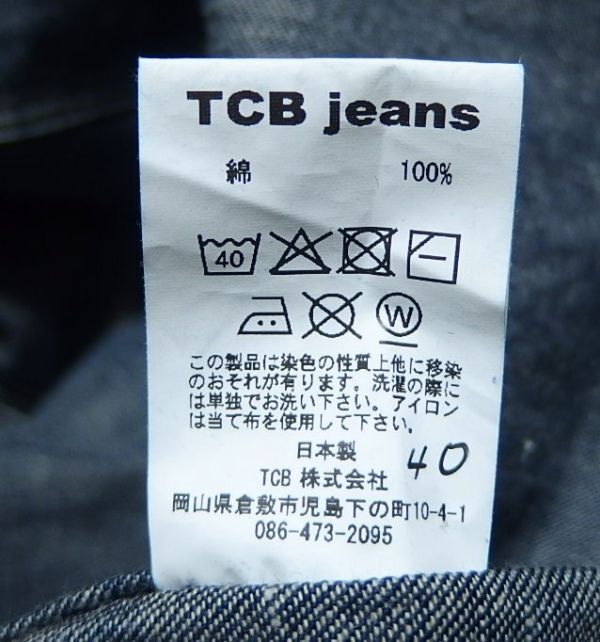 TCB jeans
綿 100%
40
W
この製品は染色の性質上他に移染
のおそれが有ります。洗濯の際に
は単独でお洗い下さい。アイロン
は当て布を使用して下さい。
日本製 40
TCB 株式会社
岡山県倉敷市児島下の町10-4-1
086-473-2095